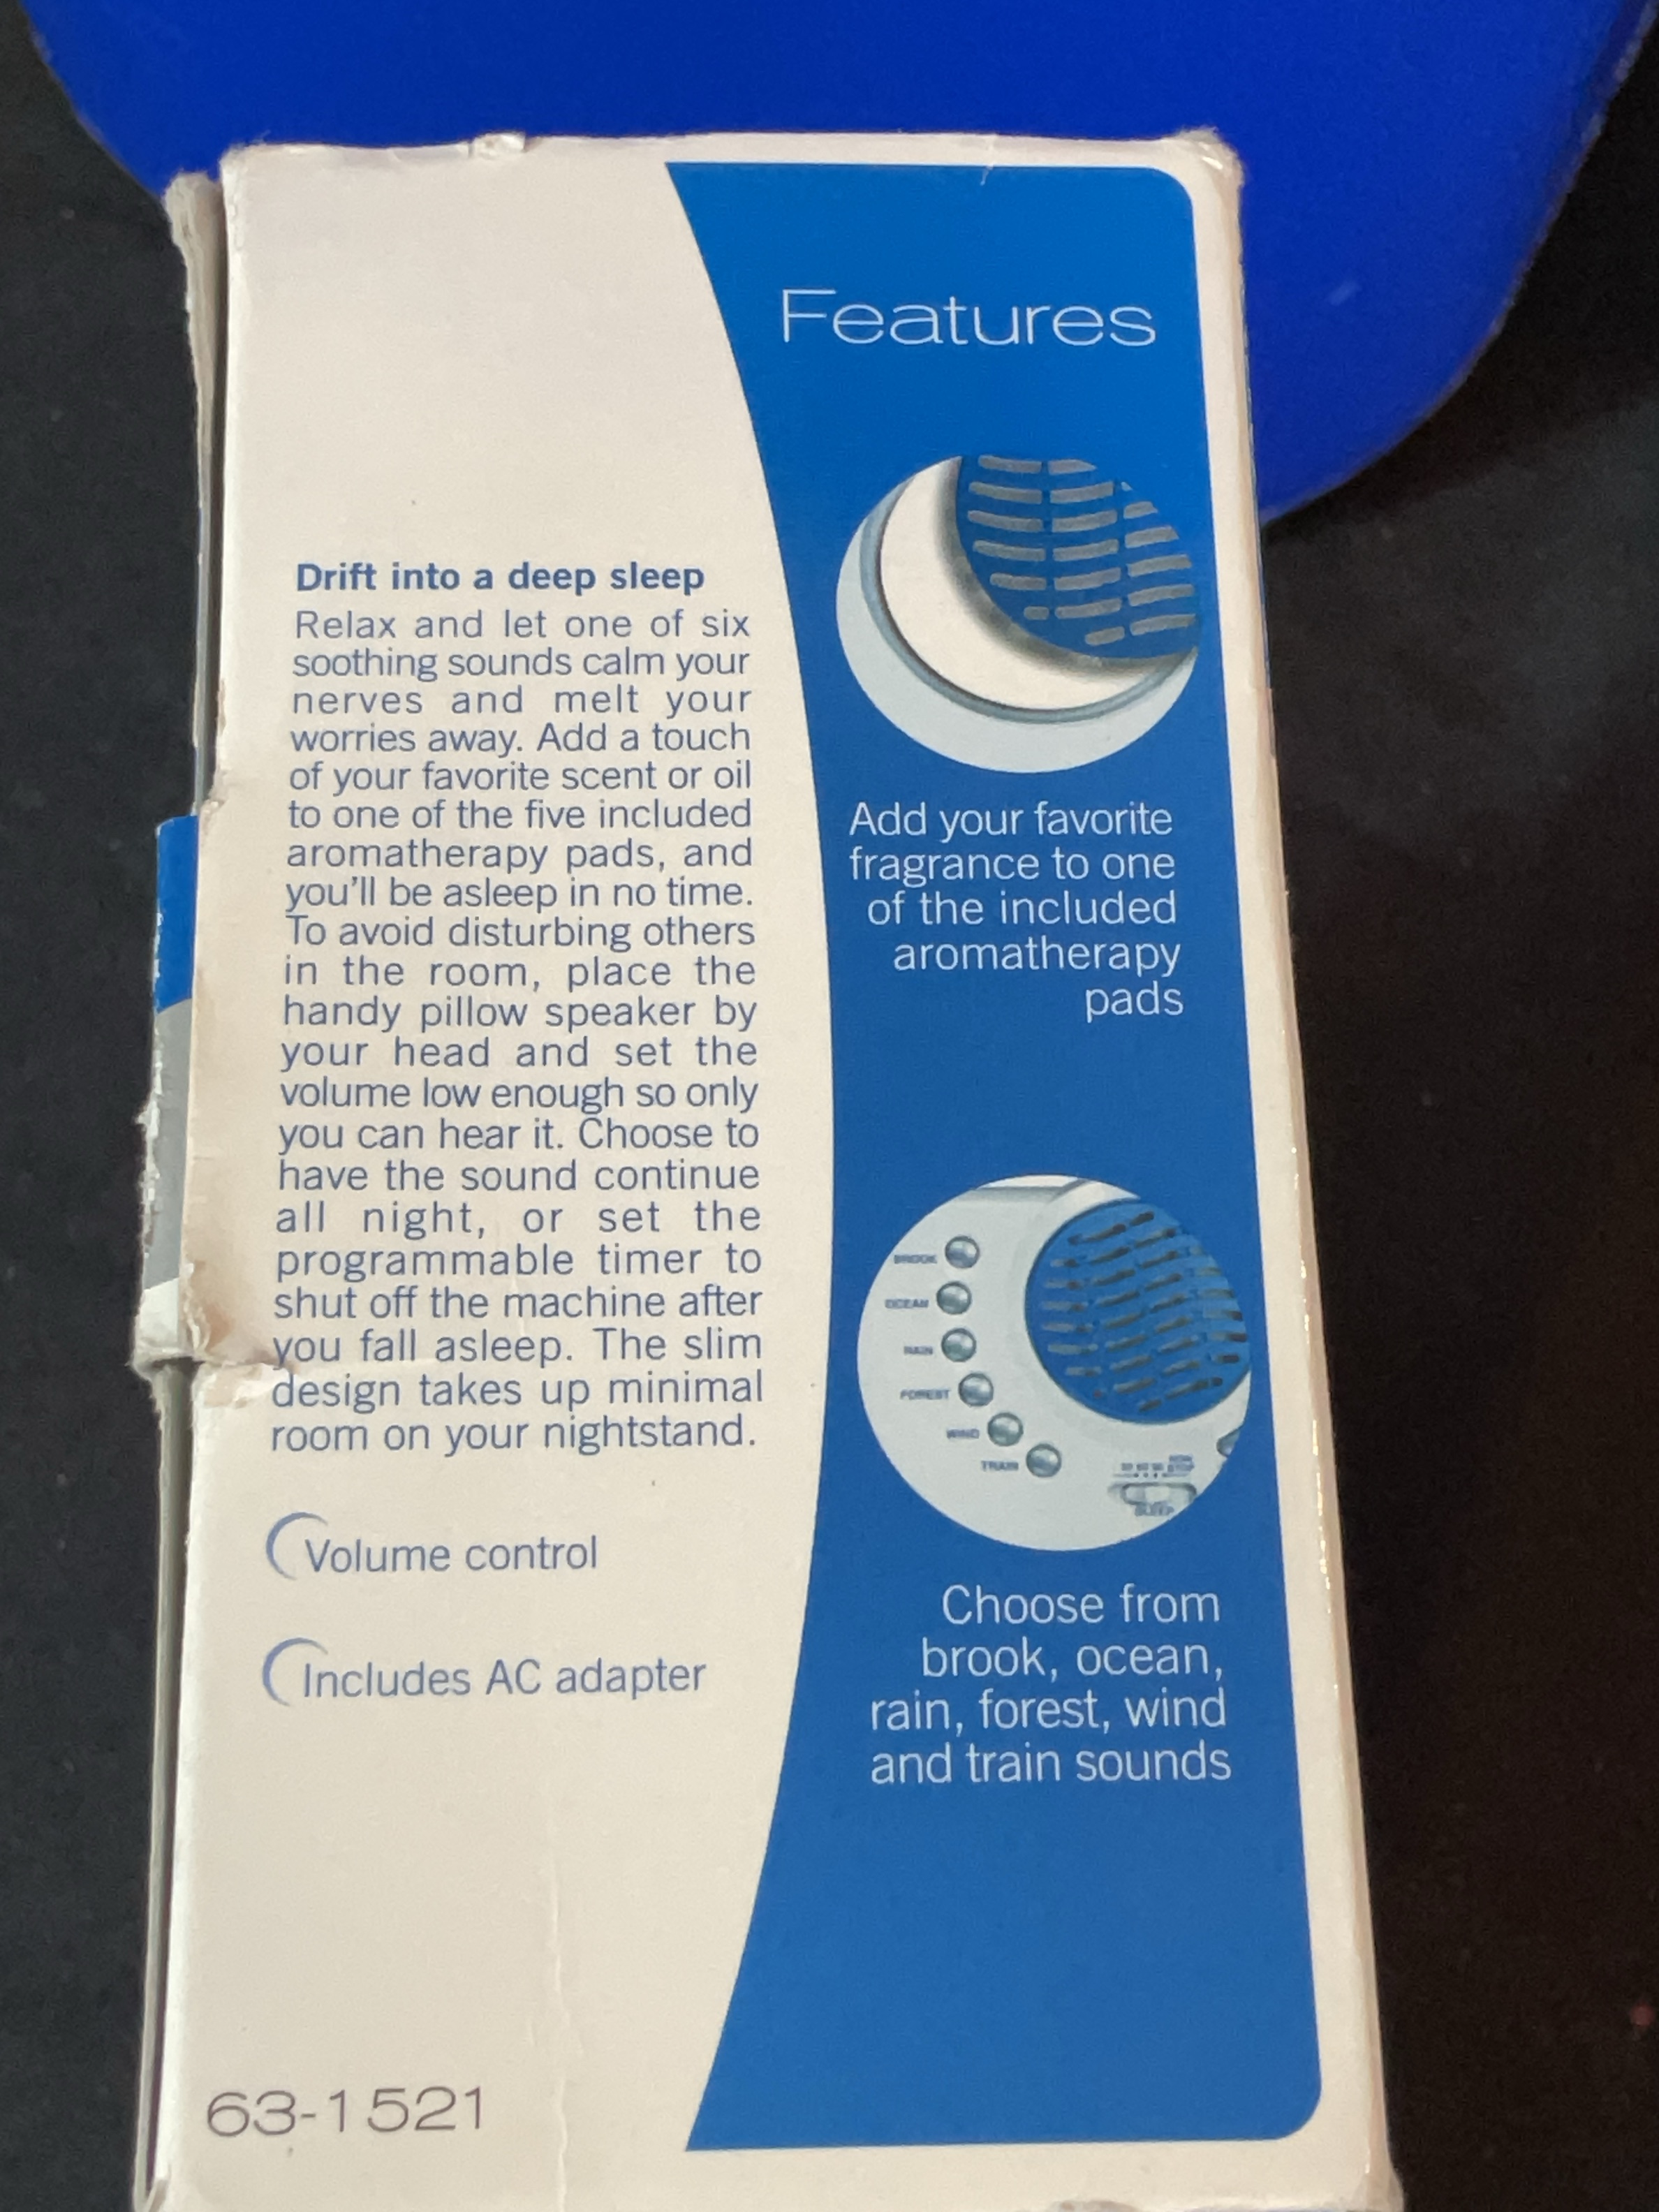 Features
Drift into a deep sleep
Relax and let one of six
soothing sounds calm your
nerves and melt your
worries away. Add a touch
of your favorite scent or oil
to one of the five included
aromatherapy pads, and
you'll be asleep in no time.
To avoid disturbing others
in the room, place the
handy pillow speaker by
your head and set the
volume low enough so only
you can hear it. Choose to
have the sound continue
all night, or set the
programmable timer to
shut off the machine after
you fall asleep. The slim
design takes up minimal
room on your nightstand.
Volume control
Includes AC adapter
63-1521
Add your favorite
fragrance to one
of the included
aromatherapy
pads
BROOK
OCEAN
RAIN
FOREST
WIND
TRAIN
SLEEP
Choose from
brook, ocean,
rain, forest, wind
and train sounds